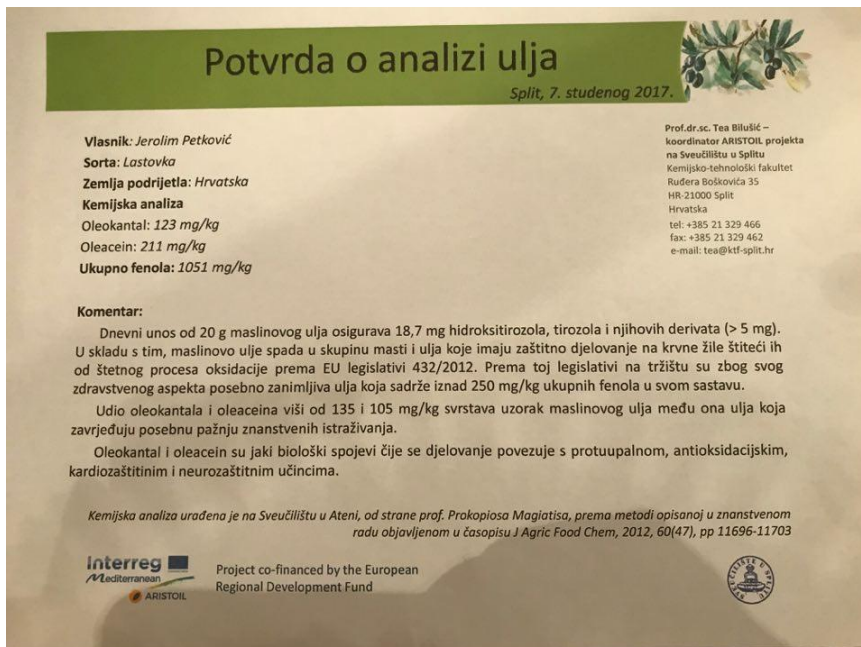 Potvrda o analizi ulja
Split, 7. studenog 2017.
Vlasnik: Jerolim Petković
Sorta: Lastovka
Zemlja podrijetla: Hrvatska
Kemijska analiza
Oleokantal: 123 mg/kg
Oleacein: 211 mg/kg
Ukupno fenola: 1051 mg/kg
Prof.dr.sc. Tea Bilušić –
koordinator ARISTOIL projekta
na Sveučilištu u Splitu
Kemijsko-tehnološki fakultet
Ruđera Boškovića 35
HR-21000 Split
Hrvatska
tel: +385 21 329 466
fax: +385 21 329 462
e-mail: tea@ktf-split.hr
Komentar:
Dnevni unos od 20 g maslinovog ulja osigurava 18,7 mg hidroksitirozola, tirozola i njihovih derivata (> 5 mg).
U skladu s tim, maslinovo ulje spada u skupinu masti i ulja koje imaju zaštitno djelovanje na krvne žile štiteći ih
od štetnog procesa oksidacije prema EU legislativi 432/2012. Prema toj legislativi na tržištu su zbog svog
zdravstvenog aspekta posebno zanimljiva ulja koja sadrže iznad 250 mg/kg ukupnih fenola u svom sastavu.
Udio oleokantala i oleaceina viši od 135 i 105 mg/kg svrstava uzorak maslinovog ulja među ona ulja koja
zavrjeđuju posebnu pažnju znanstvenih istraživanja.
Oleokantal i oleacein su jaki biološki spojevi čije se djelovanje povezuje s protuupalnom, antioksidacijskim,
kardiozaštitinim i neurozaštitnim učincima.
Kemijska analiza urađena je na Sveučilištu u Ateni, od strane prof. Prokopiosa Magiatisa, prema metodi opisanoj u znanstvenom
radu objavljenom u časopisu J Agric Food Chem, 2012, 60(47), pp 11696-11703
Interreg
Mediterranean
ARISTOIL
Project co-financed by the European
Regional Development Fund
SVEUČILIŠTE U SPLITU